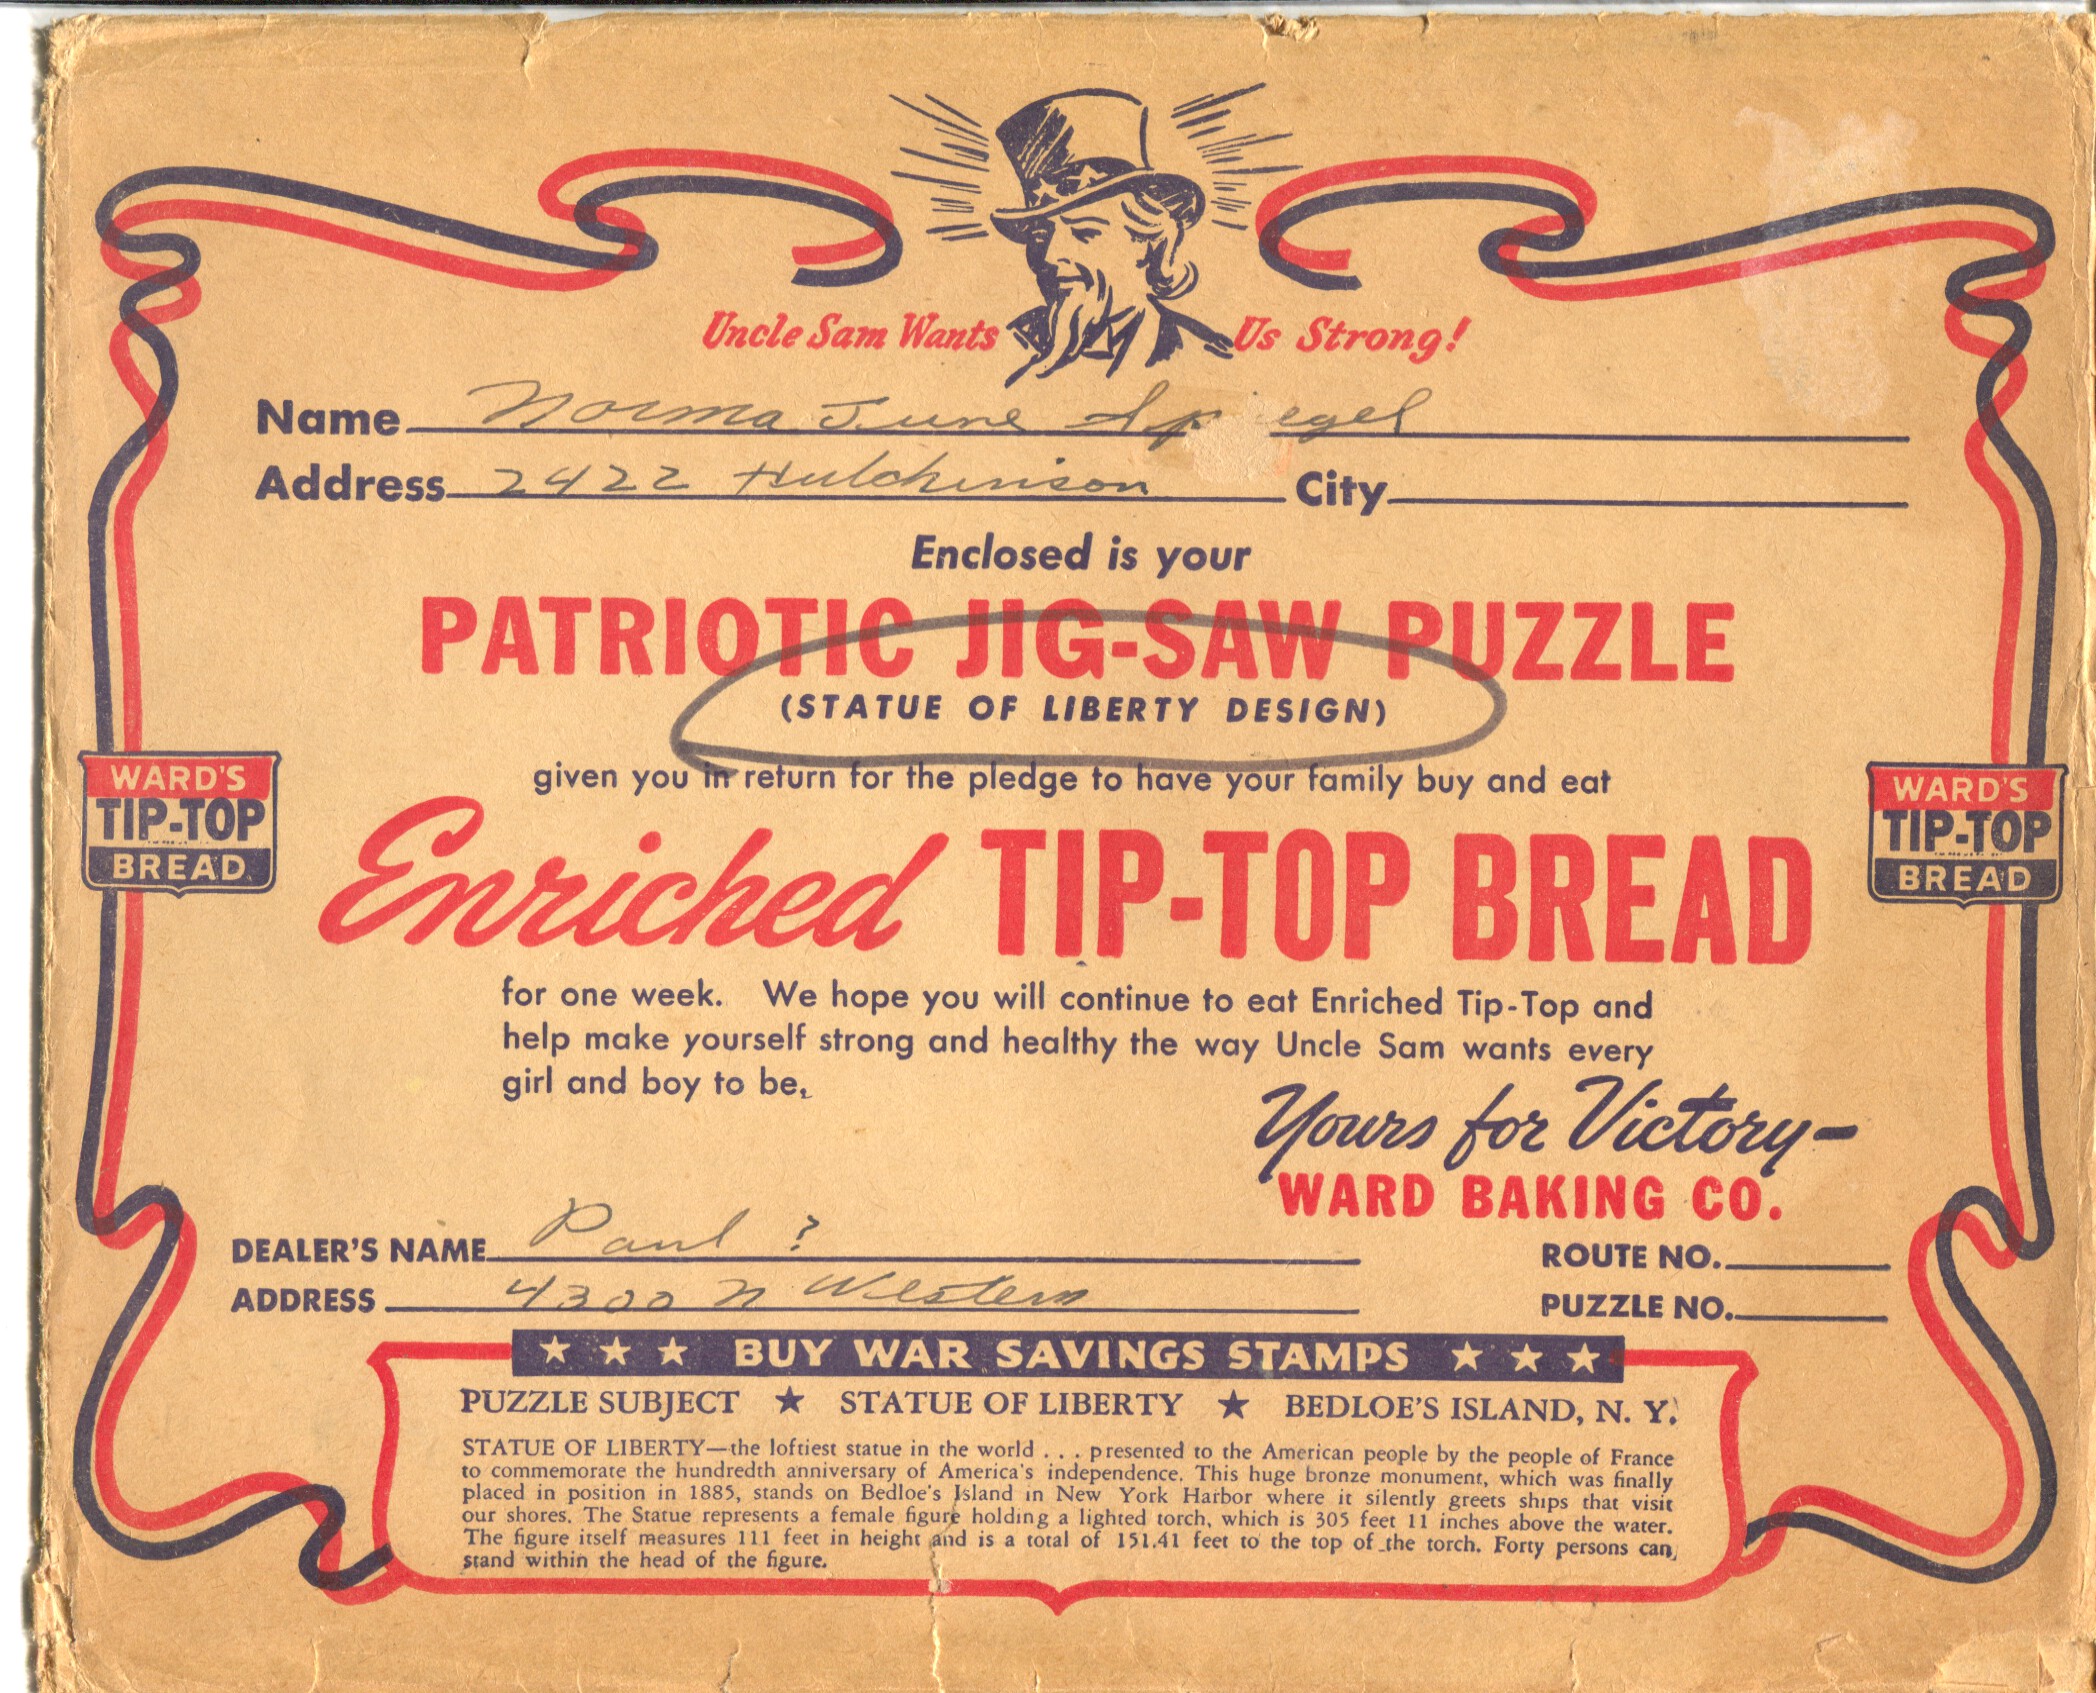 Uncle Sam Wants Us Strong!
Name Norma June Sp egel
Address 2422 Hutchinson City
Enclosed is your
PATRIOTIC JIG-SAW PUZZLE
(STATUE OF LIBERTY DESIGN)
given you in return for the pledge to have your family buy and eat
WARD'S
TIP-TOP
BREAD
Enriched TIP-TOP BREAD
WARD'S
TIP-TOP
BREAD
for one week. We hope you will continue to eat Enriched Tip-Top and
help make yourself strong and healthy the way Uncle Sam wants every
girl and boy to be.
Yours for Victory—
WARD BAKING CO.
DEALER'S NAME Paul ? ROUTE NO.
ADDRESS 4300 N Western PUZZLE NO.
★ ★ ★ BUY WAR SAVINGS STAMPS ★ ★ ★
PUZZLE SUBJECT ★ STATUE OF LIBERTY ★ BEDLOE'S ISLAND, N. Y.
STATUE OF LIBERTY—the loftiest statue in the world . . . presented to the American people by the people of France
to commemorate the hundredth anniversary of America's independence. This huge bronze monument, which was finally
placed in position in 1885, stands on Bedloe's Island in New York Harbor where it silently greets ships that visit
our shores. The Statue represents a female figure holding a lighted torch, which is 305 feet 11 inches above the water.
The figure itself measures 111 feet in height and is a total of 151.41 feet to the top of the torch. Forty persons can
stand within the head of the figure.